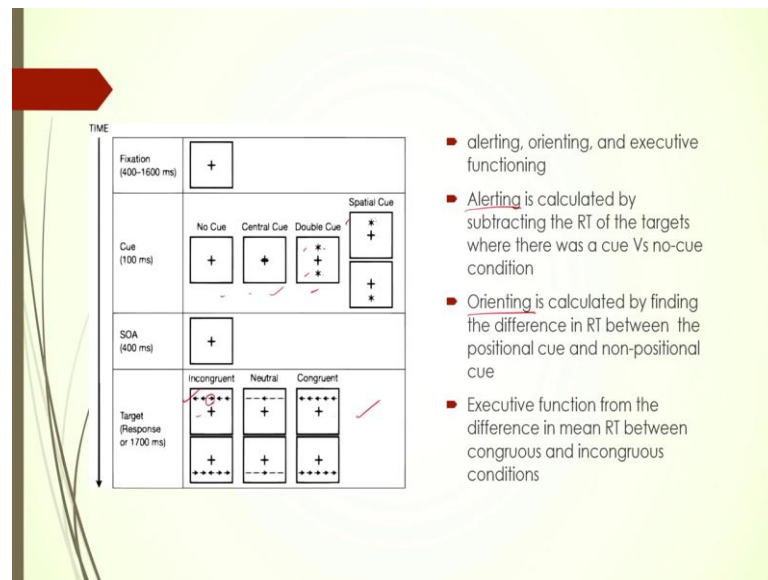 TIME
Fixation
(400-1600 ms)
+
Spatial Cue
No Cue
Central Cue
Double Cue
*
+
Cue
(100 ms)
+
+
*
+
*
+
*
SOA
(400 ms)
+
Incongruent
Neutral
Congruent
Target
(Response
or 1700 ms)
+
+
+
+
+
+
alerting, orienting, and executive
functioning
Alerting is calculated by
subtracting the RT of the targets
where there was a cue Vs no-cue
condition
Orienting is calculated by finding
the difference in RT between the
positional cue and non-positional
cue
Executive function from the
difference in mean RT between
congruous and incongruous
conditions